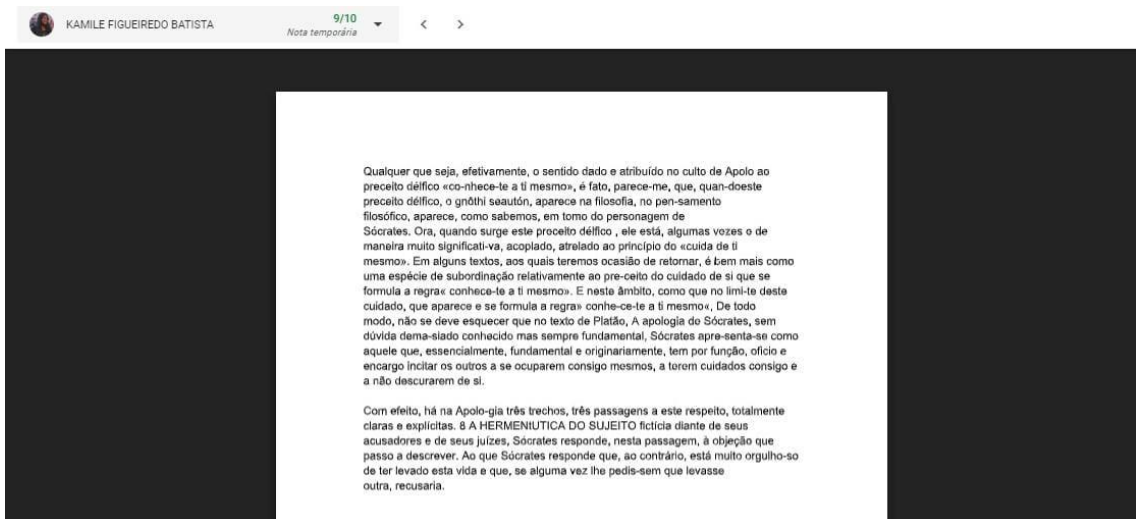 KAMILE FIGUEIREDO BATISTA
9/10
Nota temporária
Qualquer que seja, efetivamente, o sentido dado e atribuído no culto de Apolo ao
preceito délfico «co-nhece-te a ti mesmo», é fato, parece-me, que, quan-doeste
preceito délfico, o gnôthi seautón, aparece na filosofia, no pen-samento
filosófico, aparece, como sabemos, em tomo do personagem de
Sócrates. Ora, quando surge este preceito délfico , ele está, algumas vezes e de
maneira muito significati-va, acoplado, atrelado ao princípio do «cuida de ti
mesmo». Em alguns textos, aos quais teremos ocasião de retornar, é bem mais como
uma espécie de subordinação relativamente ao pre-ceito do cuidado de si que se
formula a regra« conhece-te a ti mesmo». E neste âmbito, como que no limi-te deste
cuidado, que aparece e se formula a regra» conhe-ce-te a ti mesmo«, De todo
modo, não se deve esquecer que no texto de Platão, A apologia de Sócrates, sem
dúvida dema-siado conhecido mas sempre fundamental, Sócrates apre-senta-se como
aquele que, essencialmente, fundamental e originariamente, tem por função, ofício e
encargo incitar os outros a se ocuparem consigo mesmos, a terem cuidados consigo e
a não descurarem de si.
Com efeito, há na Apolo-gia três trechos, três passagens a este respeito, totalmente
claras e explícitas. 8 A HERMENtUTICA DO SUJEITO fictícia diante de seus
acusadores e de seus juízes, Sócrates responde, nesta passagem, à objeção que
passo a descrever. Ao que Sócrates responde que, ao contrário, está muito orgulho-so
de ter levado esta vida e que, se alguma vez lhe pedis-sem que levasse
outra, recusaria.